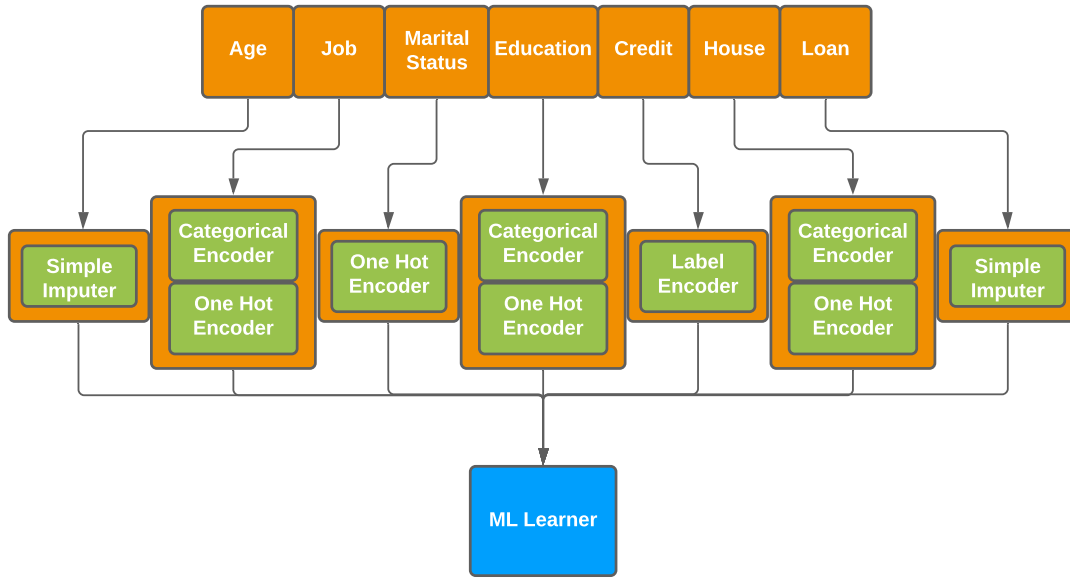 Age
Job
Marital
Status
Education
Credit
House
Loan
Simple
Imputer
Categorical
Encoder
One Hot
Encoder
One Hot
Encoder
Categorical
Encoder
One Hot
Encoder
Label
Encoder
Categorical
Encoder
One Hot
Encoder
Simple
Imputer
ML Learner